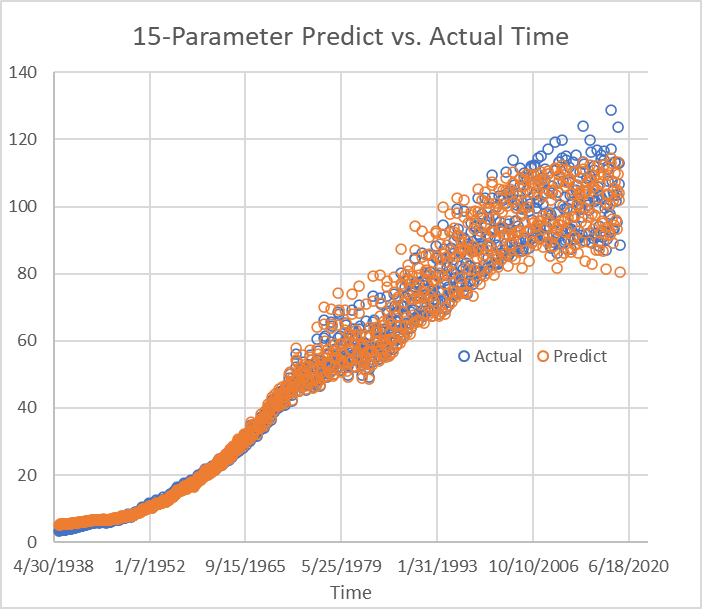 15-Parameter Predict vs. Actual Time
140
120
100
80
60
40
20
0
Actual Predict
4/30/1938 1/7/1952 9/15/1965 5/25/1979 1/31/1993 10/10/2006 6/18/2020
Time